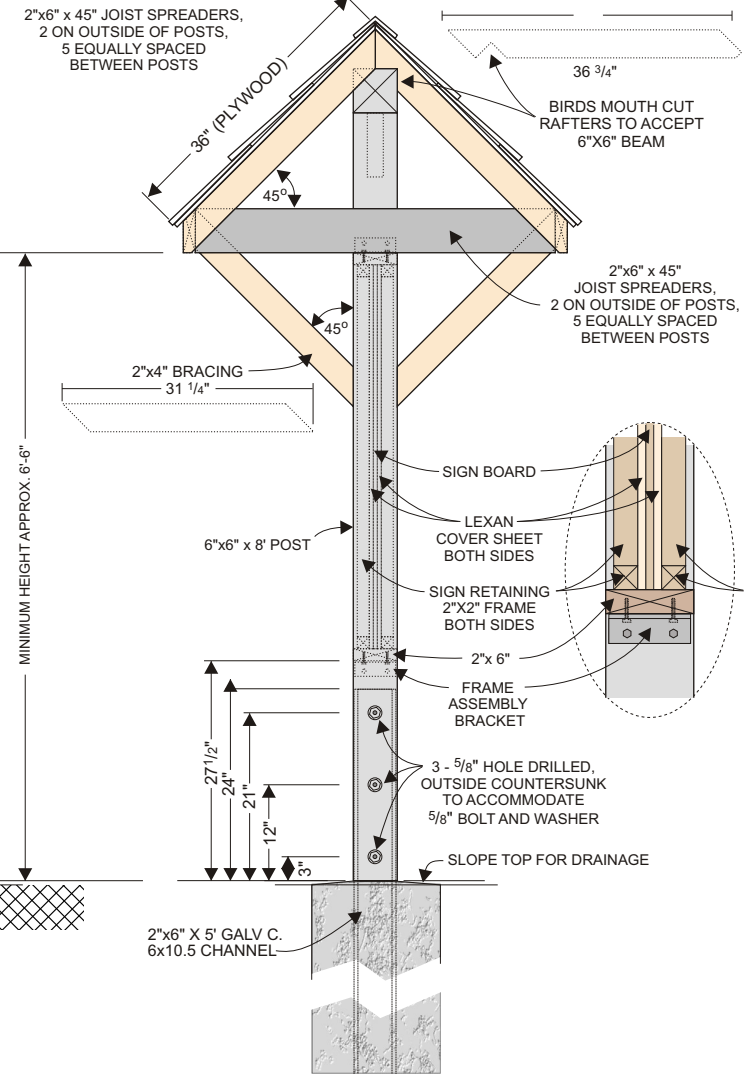 2"x6" x 45" JOIST SPREADERS,
2 ON OUTSIDE OF POSTS,
5 EQUALLY SPACED
BETWEEN POSTS
36" (PLYWOOD)
36 3/4"
BIRDS MOUTH CUT
RAFTERS TO ACCEPT
6"X6" BEAM
45º
2"x6" x 45"
JOIST SPREADERS,
2 ON OUTSIDE OF POSTS,
5 EQUALLY SPACED
BETWEEN POSTS
45º
2"x4" BRACING
31 1/4"
MINIMUM HEIGHT APPROX. 6'-6"
SIGN BOARD
LEXAN
COVER SHEET
BOTH SIDES
6"x6" x 8' POST
SIGN RETAINING
2"X2" FRAME
BOTH SIDES
2"x 6"
FRAME
ASSEMBLY
BRACKET
27 1/2"
24"
21"
12"
3"
3 - 5/8" HOLE DRILLED,
OUTSIDE COUNTERSUNK
TO ACCOMMODATE
5/8" BOLT AND WASHER
SLOPE TOP FOR DRAINAGE
2"x6" X 5' GALV C.
6x10.5 CHANNEL